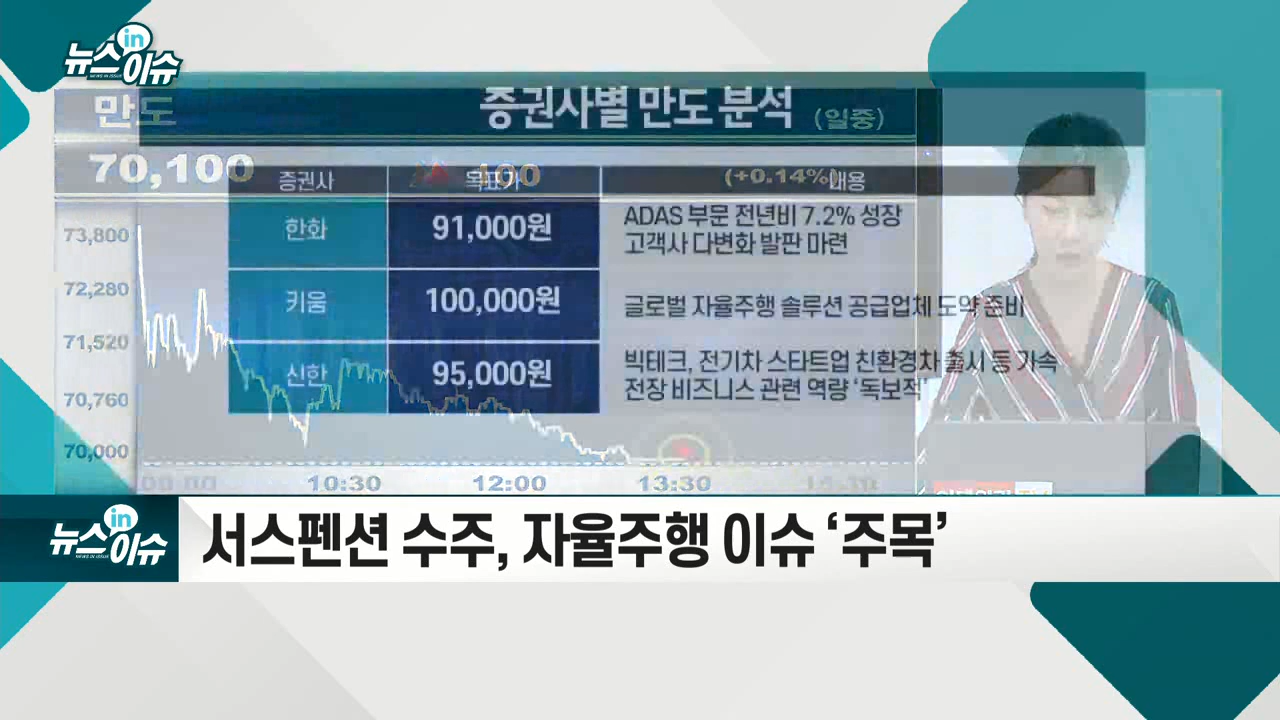 뉴스in이슈
NEWS IN ISSUE
만도
증권사별 만도 분석 (일중)
70,100
100
(+0.14%)
증권사 목표가 내용
한화 91,000원 ADAS 부문 전년비 7.2% 성장
고객사 다변화 발판 마련
키움 100,000원 글로벌 자율주행 솔루션 공급업체 도약 준비
신한 95,000원 빅테크, 전기차 스타트업 친환경차 출시 등 가속
전장 비즈니스 관련 역량 ‘독보적’
73,800
72,280
71,520
70,760
70,000
10:30 12:00 13:30
뉴스in이슈
NEWS IN ISSUE
서스펜션 수주, 자율주행 이슈 ‘주목’